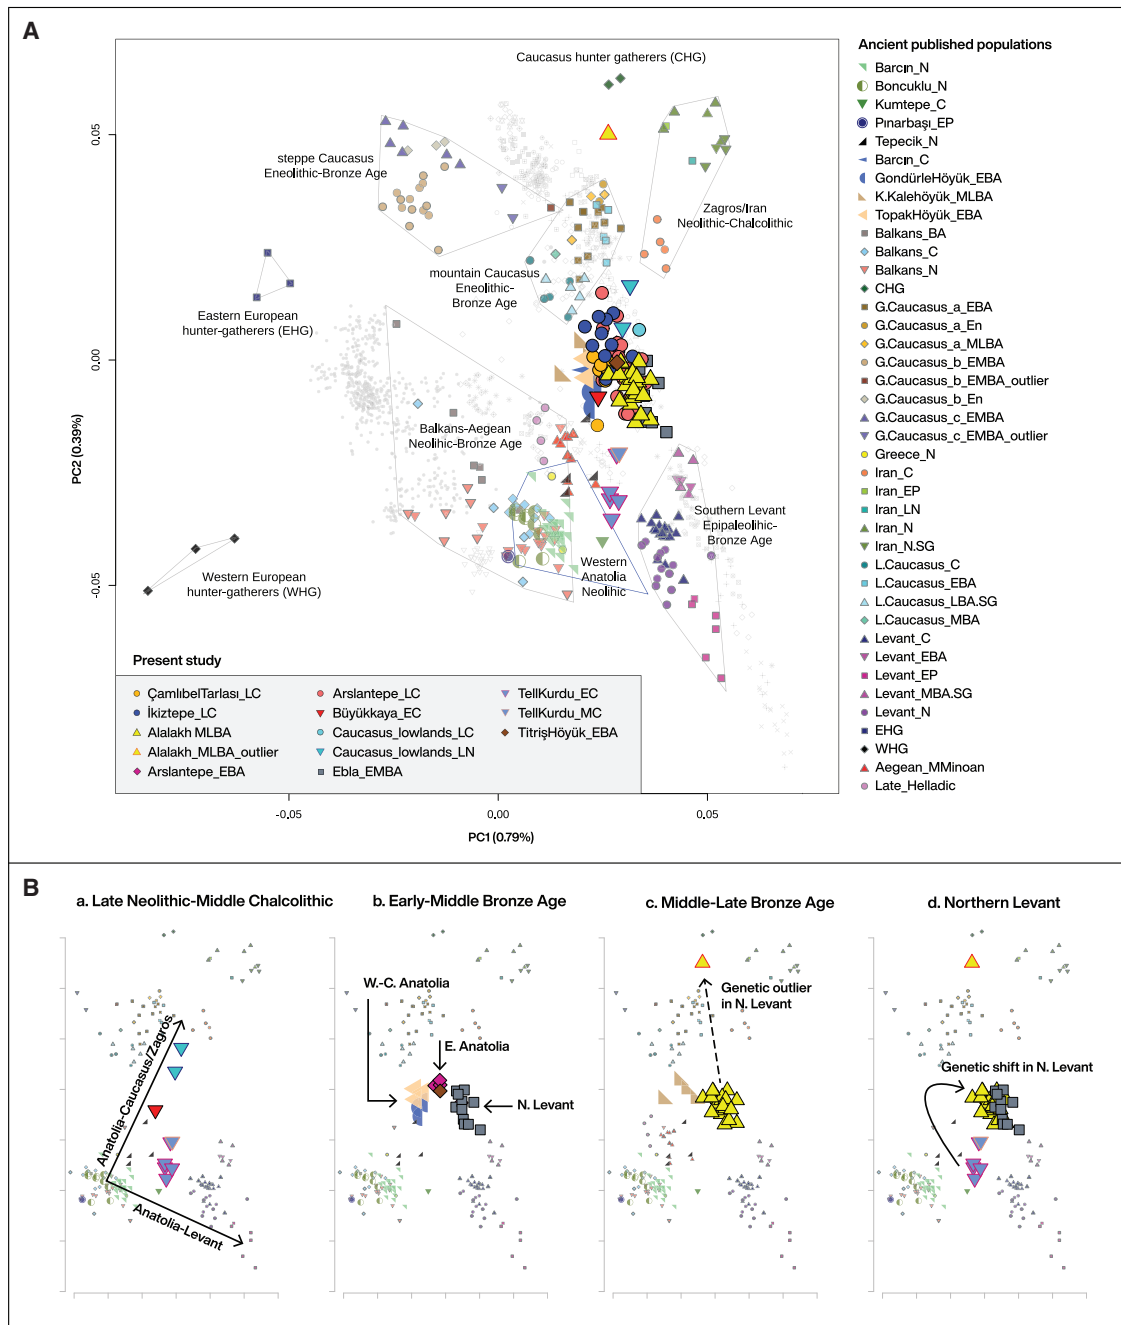 A
Caucasus hunter gatherers (CHG)
steppe Caucasus
Eneolithic-Bronze Age
Zagros/Iran
Neolithic-Chalcolithic
mountain Caucasus
Eneolithic-
Bronze Age
Eastern European
hunter-gatherers (EHG)
Balkans-Aegean
Neolihic-Bronze Age
Southern Levant
Epipaleolihic-
Bronze Age
Western
Anatolia
Neolihic
Western European
hunter-gatherers (WHG)
0.05
0.00
-0.05
PC2 (0.39%)
-0.05
0.00
0.05
PC1 (0.79%)
Present study
ÇamlıbelTarlası_LC
İkiztepe_LC
Alalakh MLBA
Alalakh_MLBA_outlier
Arslantepe_EBA
Arslantepe_LC
Büyükkaya_EC
Caucasus_lowlands_LC
Caucasus_lowlands_LN
Ebla_EMBA
TellKurdu_EC
TellKurdu_MC
TitrişHöyük_EBA
Ancient published populations
Barcın_N
Boncuklu_N
Kumtepe_C
Pınarbaşı_EP
Tepecik_N
Barcın_C
GondürleHöyük_EBA
K.Kalehöyük_MLBA
TopakHöyük_EBA
Balkans_BA
Balkans_C
Balkans_N
CHG
G.Caucasus_a_EBA
G.Caucasus_a_En
G.Caucasus_a_MLBA
G.Caucasus_b_EMBA
G.Caucasus_b_EMBA_outlier
G.Caucasus_b_En
G.Caucasus_c_EMBA
G.Caucasus_c_EMBA_outlier
Greece_N
Iran_C
Iran_EP
Iran_LN
Iran_N
Iran_N.SG
L.Caucasus_C
L.Caucasus_EBA
L.Caucasus_LBA.SG
L.Caucasus_MBA
Levant_C
Levant_EBA
Levant_EP
Levant_MBA.SG
Levant_N
EHG
WHG
Aegean_MMinoan
Late_Helladic
B
a. Late Neolithic-Middle Chalcolithic
Anatolia-Caucasus/Zagros
Anatolia-Levant
b. Early-Middle Bronze Age
W.-C. Anatolia
E. Anatolia
N. Levant
c. Middle-Late Bronze Age
Genetic outlier
in N. Levant
d. Northern Levant
Genetic shift in N. Levant